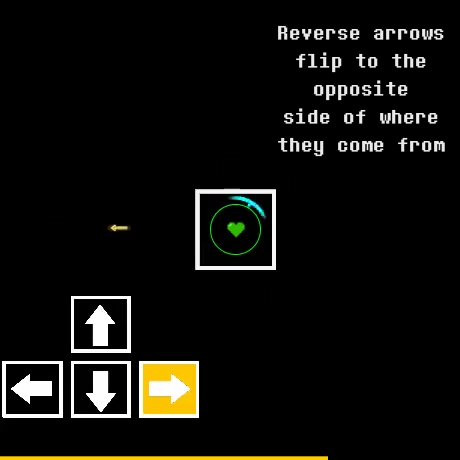 Reverse arrows
flip to the
opposite
side of where
they come from